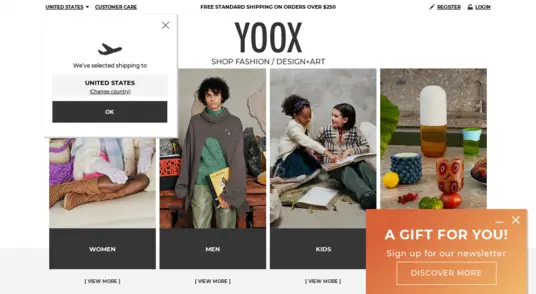 UNITED STATES
CUSTOMER CARE
FREE STANDARD SHIPPING ON ORDERS OVER $250
REGISTER
LOGIN
YOOX
SHOP FASHION / DESIGN+ART
We've selected shipping to
UNITED STATES
(Change country)
OK
WOMEN
MEN
KIDS
[ VIEW MORE ]
[ VIEW MORE ]
[ VIEW MORE ]
A GIFT FOR YOU!
Sign up for our newsletter
DISCOVER MORE